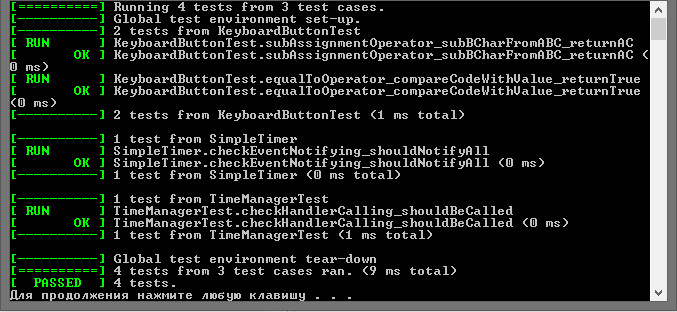 [==========] Running 4 tests from 3 test cases.
[----------] Global test environment set-up.
[----------] 2 tests from KeyboardButtonTest
[ RUN      ] KeyboardButtonTest.subAssignmentOperator_subBCharFromABC_returnAC
[       OK ] KeyboardButtonTest.subAssignmentOperator_subBCharFromABC_returnAC (
0 ms)
[ RUN      ] KeyboardButtonTest.equalToOperator_compareCodeWithValue_returnTrue
[       OK ] KeyboardButtonTest.equalToOperator_compareCodeWithValue_returnTrue
(0 ms)
[----------] 2 tests from KeyboardButtonTest (1 ms total)
[----------] 1 test from SimpleTimer
[ RUN      ] SimpleTimer.checkEventNotifying_shouldNotifyAll
[       OK ] SimpleTimer.checkEventNotifying_shouldNotifyAll (0 ms)
[----------] 1 test from SimpleTimer (0 ms total)
[----------] 1 test from TimeManagerTest
[ RUN      ] TimeManagerTest.checkHandlerCalling_shouldBeCalled
[       OK ] TimeManagerTest.checkHandlerCalling_shouldBeCalled (0 ms)
[----------] 1 test from TimeManagerTest (1 ms total)
[----------] Global test environment tear-down
[==========] 4 tests from 3 test cases ran. (9 ms total)
[  PASSED  ] 4 tests.
Для продолжения нажмите любую клавишу . . .